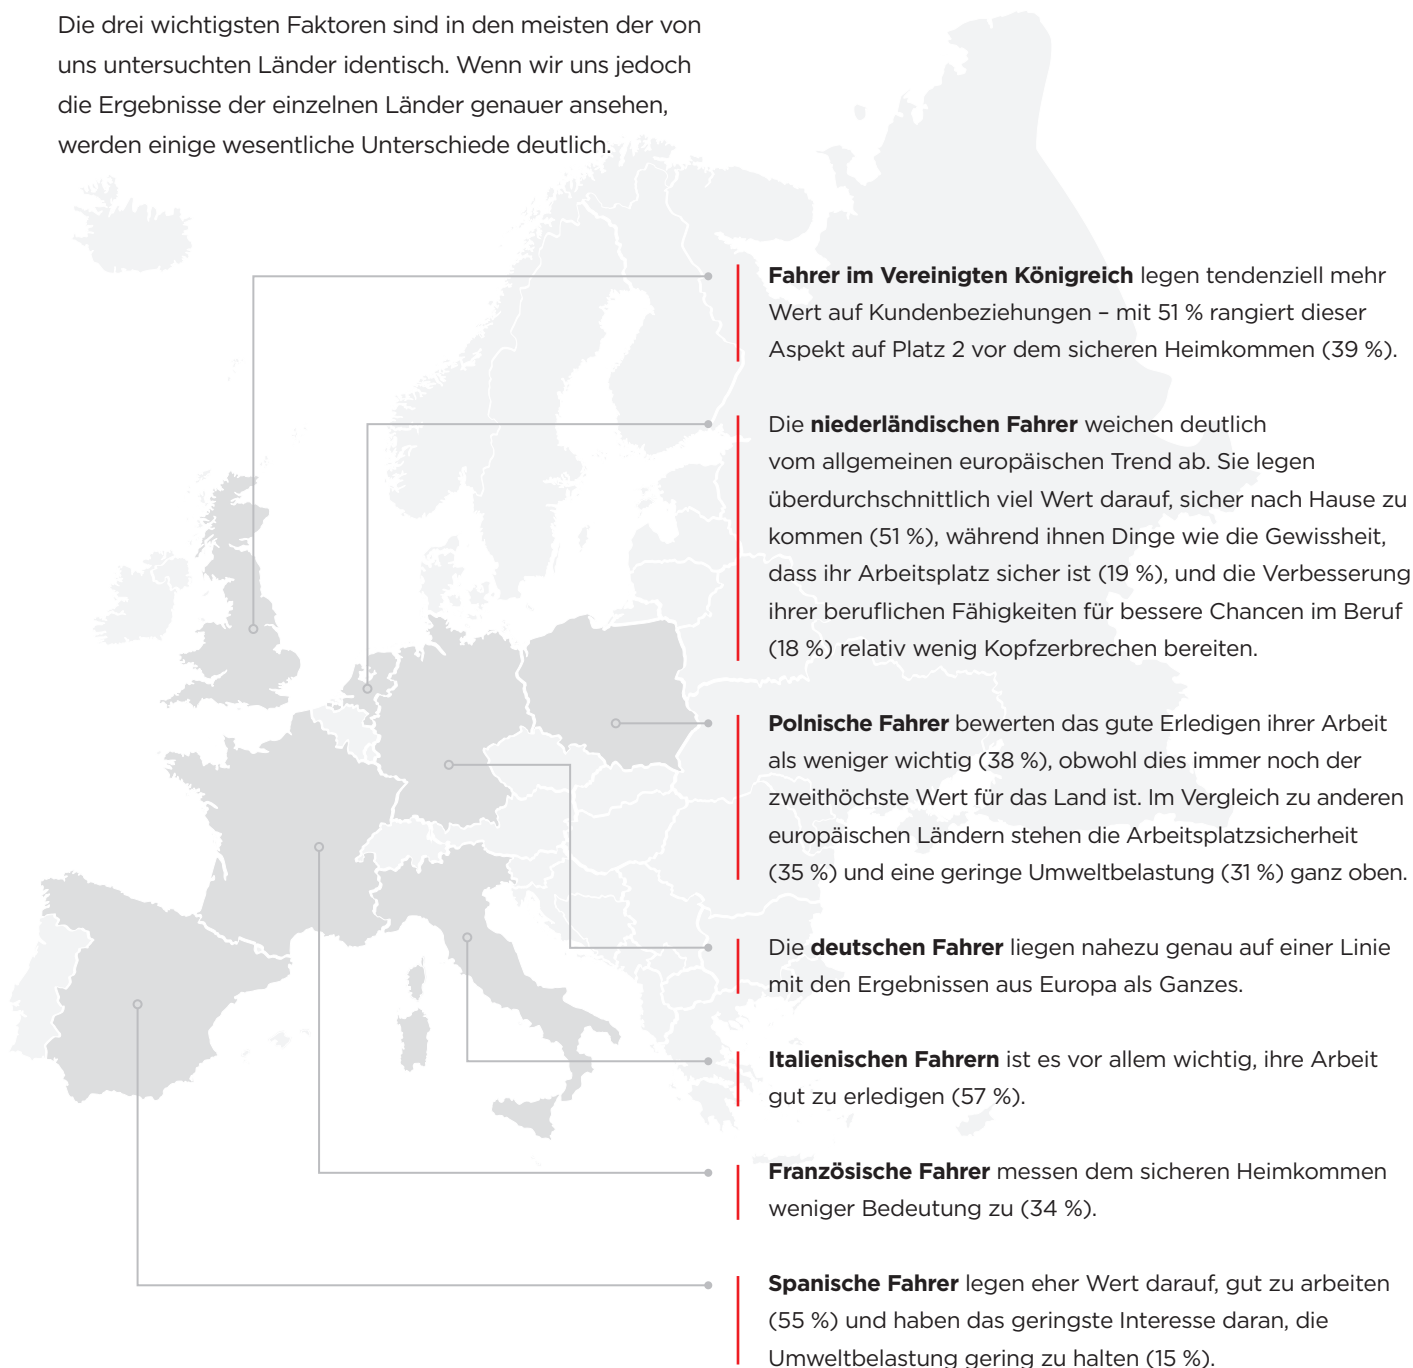 Die drei wichtigsten Faktoren sind in den meisten der von
uns untersuchten Länder identisch. Wenn wir uns jedoch
die Ergebnisse der einzelnen Länder genauer ansehen,
werden einige wesentliche Unterschiede deutlich.
Fahrer im Vereinigten Königreich legen tendenziell mehr
Wert auf Kundenbeziehungen – mit 51 % rangiert dieser
Aspekt auf Platz 2 vor dem sicheren Heimkommen (39 %).
Die niederländischen Fahrer weichen deutlich
vom allgemeinen europäischen Trend ab. Sie legen
überdurchschnittlich viel Wert darauf, sicher nach Hause zu
kommen (51 %), während ihnen Dinge wie die Gewissheit,
dass ihr Arbeitsplatz sicher ist (19 %), und die Verbesserung
ihrer beruflichen Fähigkeiten für bessere Chancen im Beruf
(18 %) relativ wenig Kopfzerbrechen bereiten.
Polnische Fahrer bewerten das gute Erledigen ihrer Arbeit
als weniger wichtig (38 %), obwohl dies immer noch der
zweithöchste Wert für das Land ist. Im Vergleich zu anderen
europäischen Ländern stehen die Arbeitsplatzsicherheit
(35 %) und eine geringe Umweltbelastung (31 %) ganz oben.
Die deutschen Fahrer liegen nahezu genau auf einer Linie
mit den Ergebnissen aus Europa als Ganzes.
Italienischen Fahrern ist es vor allem wichtig, ihre Arbeit
gut zu erledigen (57 %).
Französische Fahrer messen dem sicheren Heimkommen
weniger Bedeutung zu (34 %).
Spanische Fahrer legen eher Wert darauf, gut zu arbeiten
(55 %) und haben das geringste Interesse daran, die
Umweltbelastung gering zu halten (15 %).